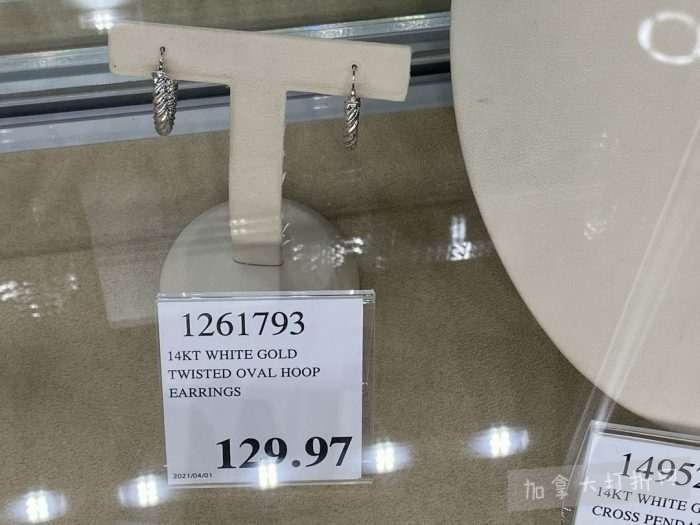 1261793
14KT WHITE GOLD
TWISTED OVAL HOOP
EARRINGS
129.97
2021/04/01
14952
14KT WHITE G
CROSS PEND
加拿大打折